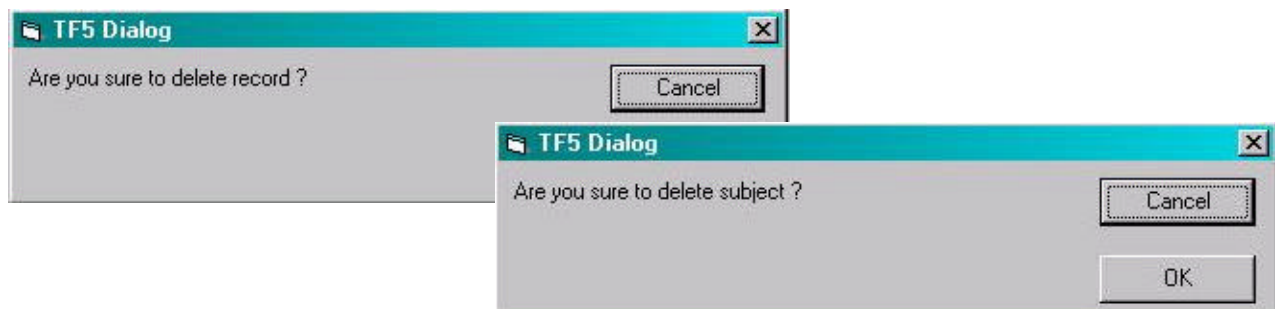 TF5 Dialog
Are you sure to delete record ?
Cancel
TF5 Dialog
Are you sure to delete subject ?
Cancel
OK